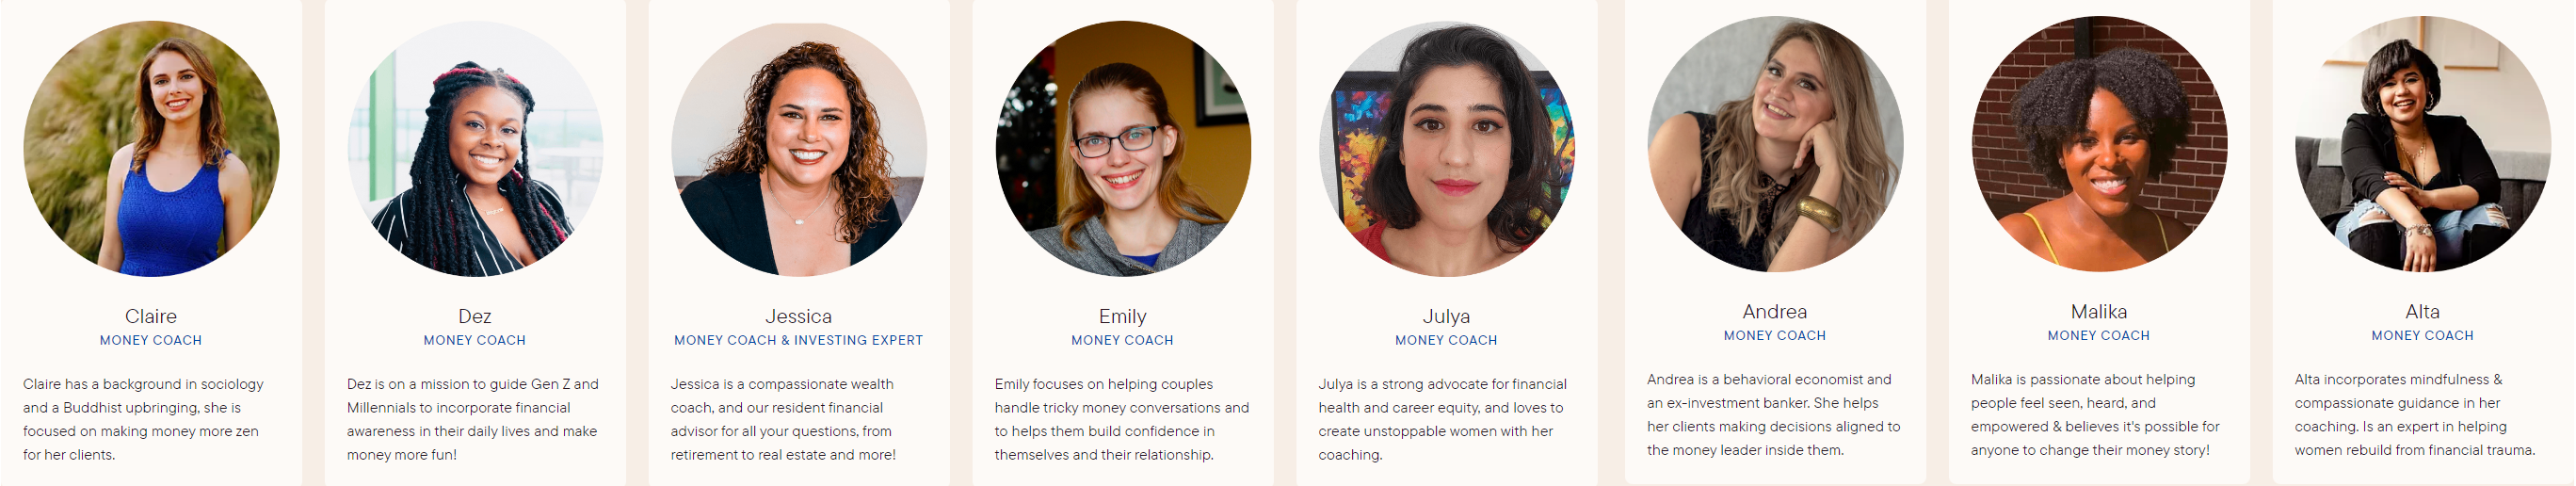 Claire
MONEY COACH
Claire has a background in sociology
and a Buddhist upbringing, she is
focused on making money more zen
for her clients.
Dez
MONEY COACH
Dez is on a mission to guide Gen Z and
Millennials to incorporate financial
awareness in their daily lives and make
money more fun!
Jessica
MONEY COACH & INVESTING EXPERT
Jessica is a compassionate wealth
coach, and our resident financial
advisor for all your questions, from
retirement to real estate and more!
Emily
MONEY COACH
Emily focuses on helping couples
handle tricky money conversations and
to helps them build confidence in
themselves and their relationship.
Julya
MONEY COACH
Julya is a strong advocate for financial
health and career equity, and loves to
create unstoppable women with her
coaching.
Andrea
MONEY COACH
Andrea is a behavioral economist and
an ex-investment banker. She helps
her clients making decisions aligned to
the money leader inside them.
Malika
MONEY COACH
Malika is passionate about helping
people feel seen, heard, and
empowered & believes it's possible for
anyone to change their money story!
Alta
MONEY COACH
Alta incorporates mindfulness &
compassionate guidance in her
coaching. Is an expert in helping
women rebuild from financial trauma.